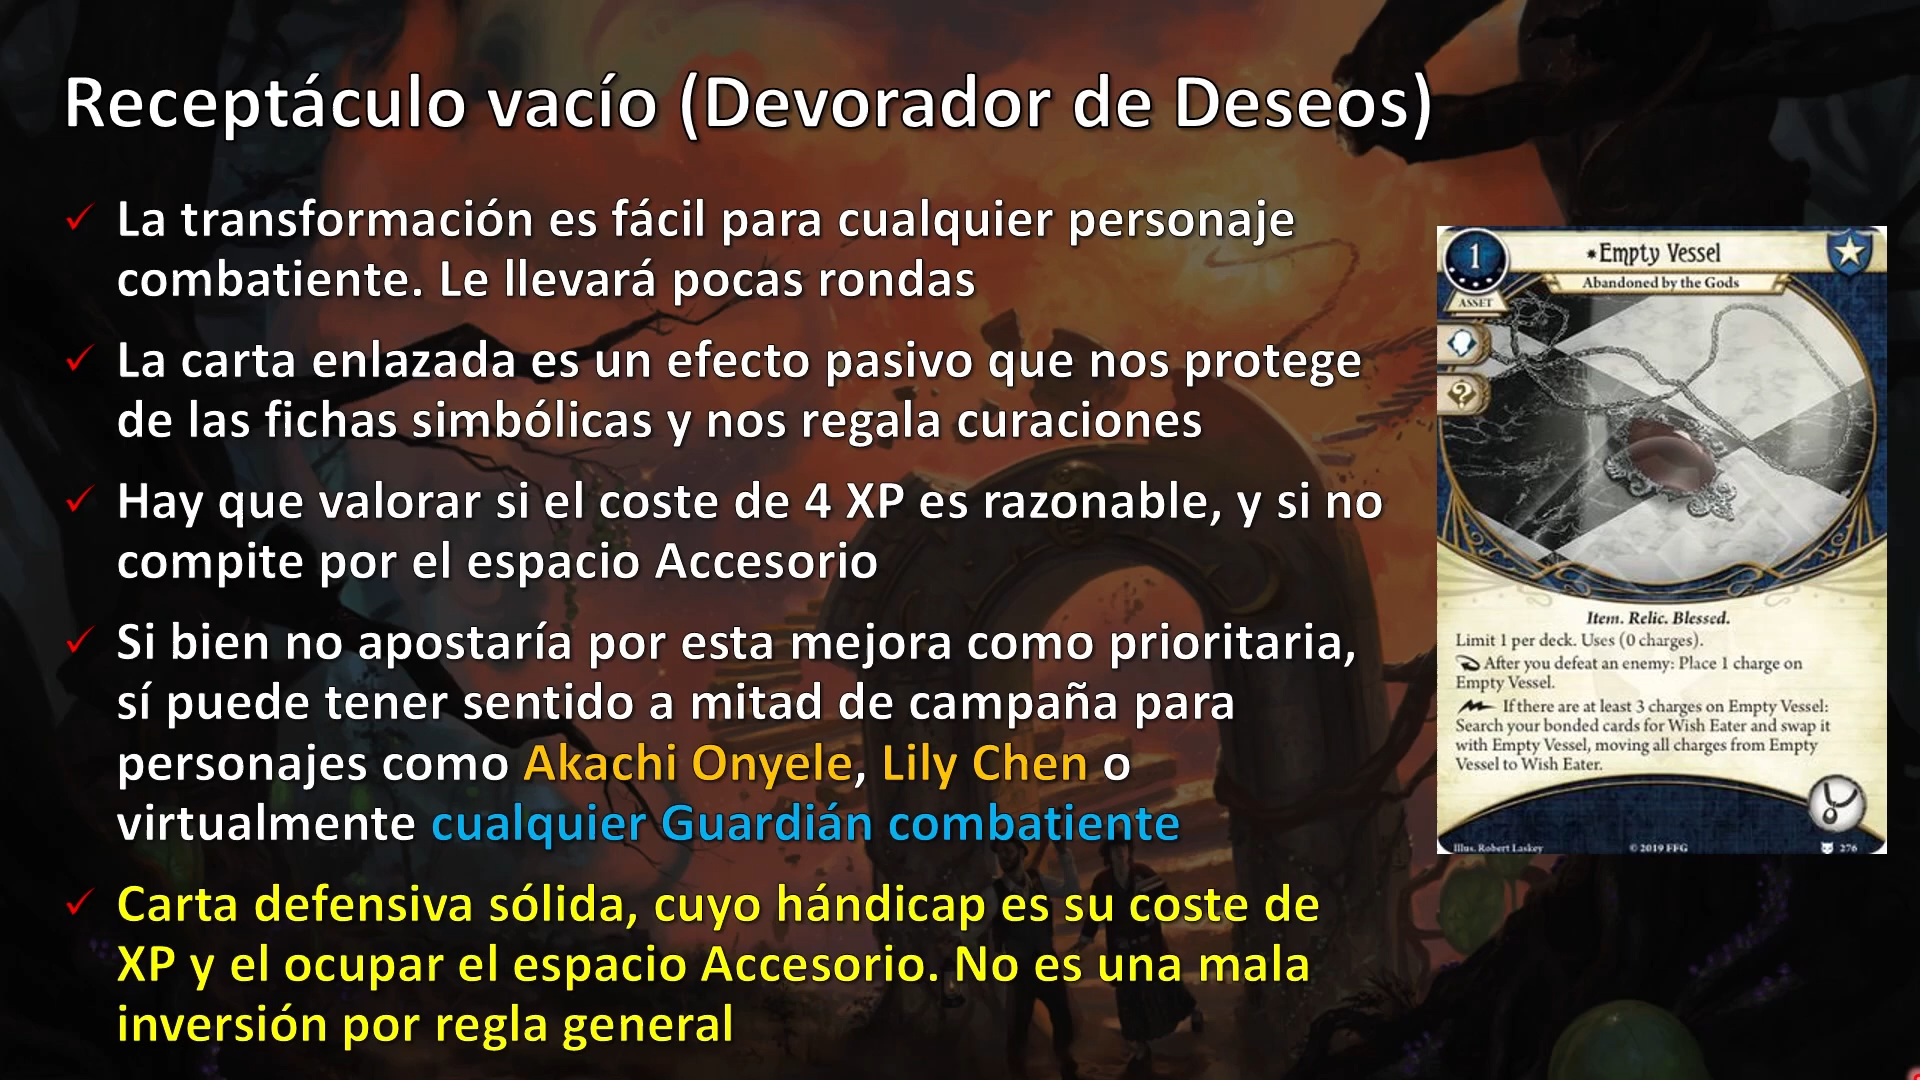 Receptáculo vacío (Devorador de Deseos)
La transformación es fácil para cualquier personaje
combatiente. Le llevará pocas rondas
La carta enlazada es un efecto pasivo que nos protege
de las fichas simbólicas y nos regala curaciones
Hay que valorar si el coste de 4 XP es razonable, y si no
compite por el espacio Accesorio
Si bien no apostaría por esta mejora como prioritaria,
sí puede tener sentido a mitad de campaña para
personajes como Akachi Onyele, Lily Chen o
virtualmente cualquier Guardián combatiente
Carta defensiva sólida, cuyo hándicap es su coste de
XP y el ocupar el espacio Accesorio. No es una mala
inversión por regla general
1
Empty Vessel
Abandoned by the Gods
ASSET
?
Item. Relic. Blessed.
Limit 1 per deck. Uses (0 charges).
After you defeat an enemy: Place 1 charge on
Empty Vessel.
If there are at least 3 charges on Empty Vessel:
Search your bonded cards for Wish Eater and swap it
with Empty Vessel, moving all charges from Empty
Vessel to Wish Eater.
Illus. Robert Laskey
© 2019 FFG
276